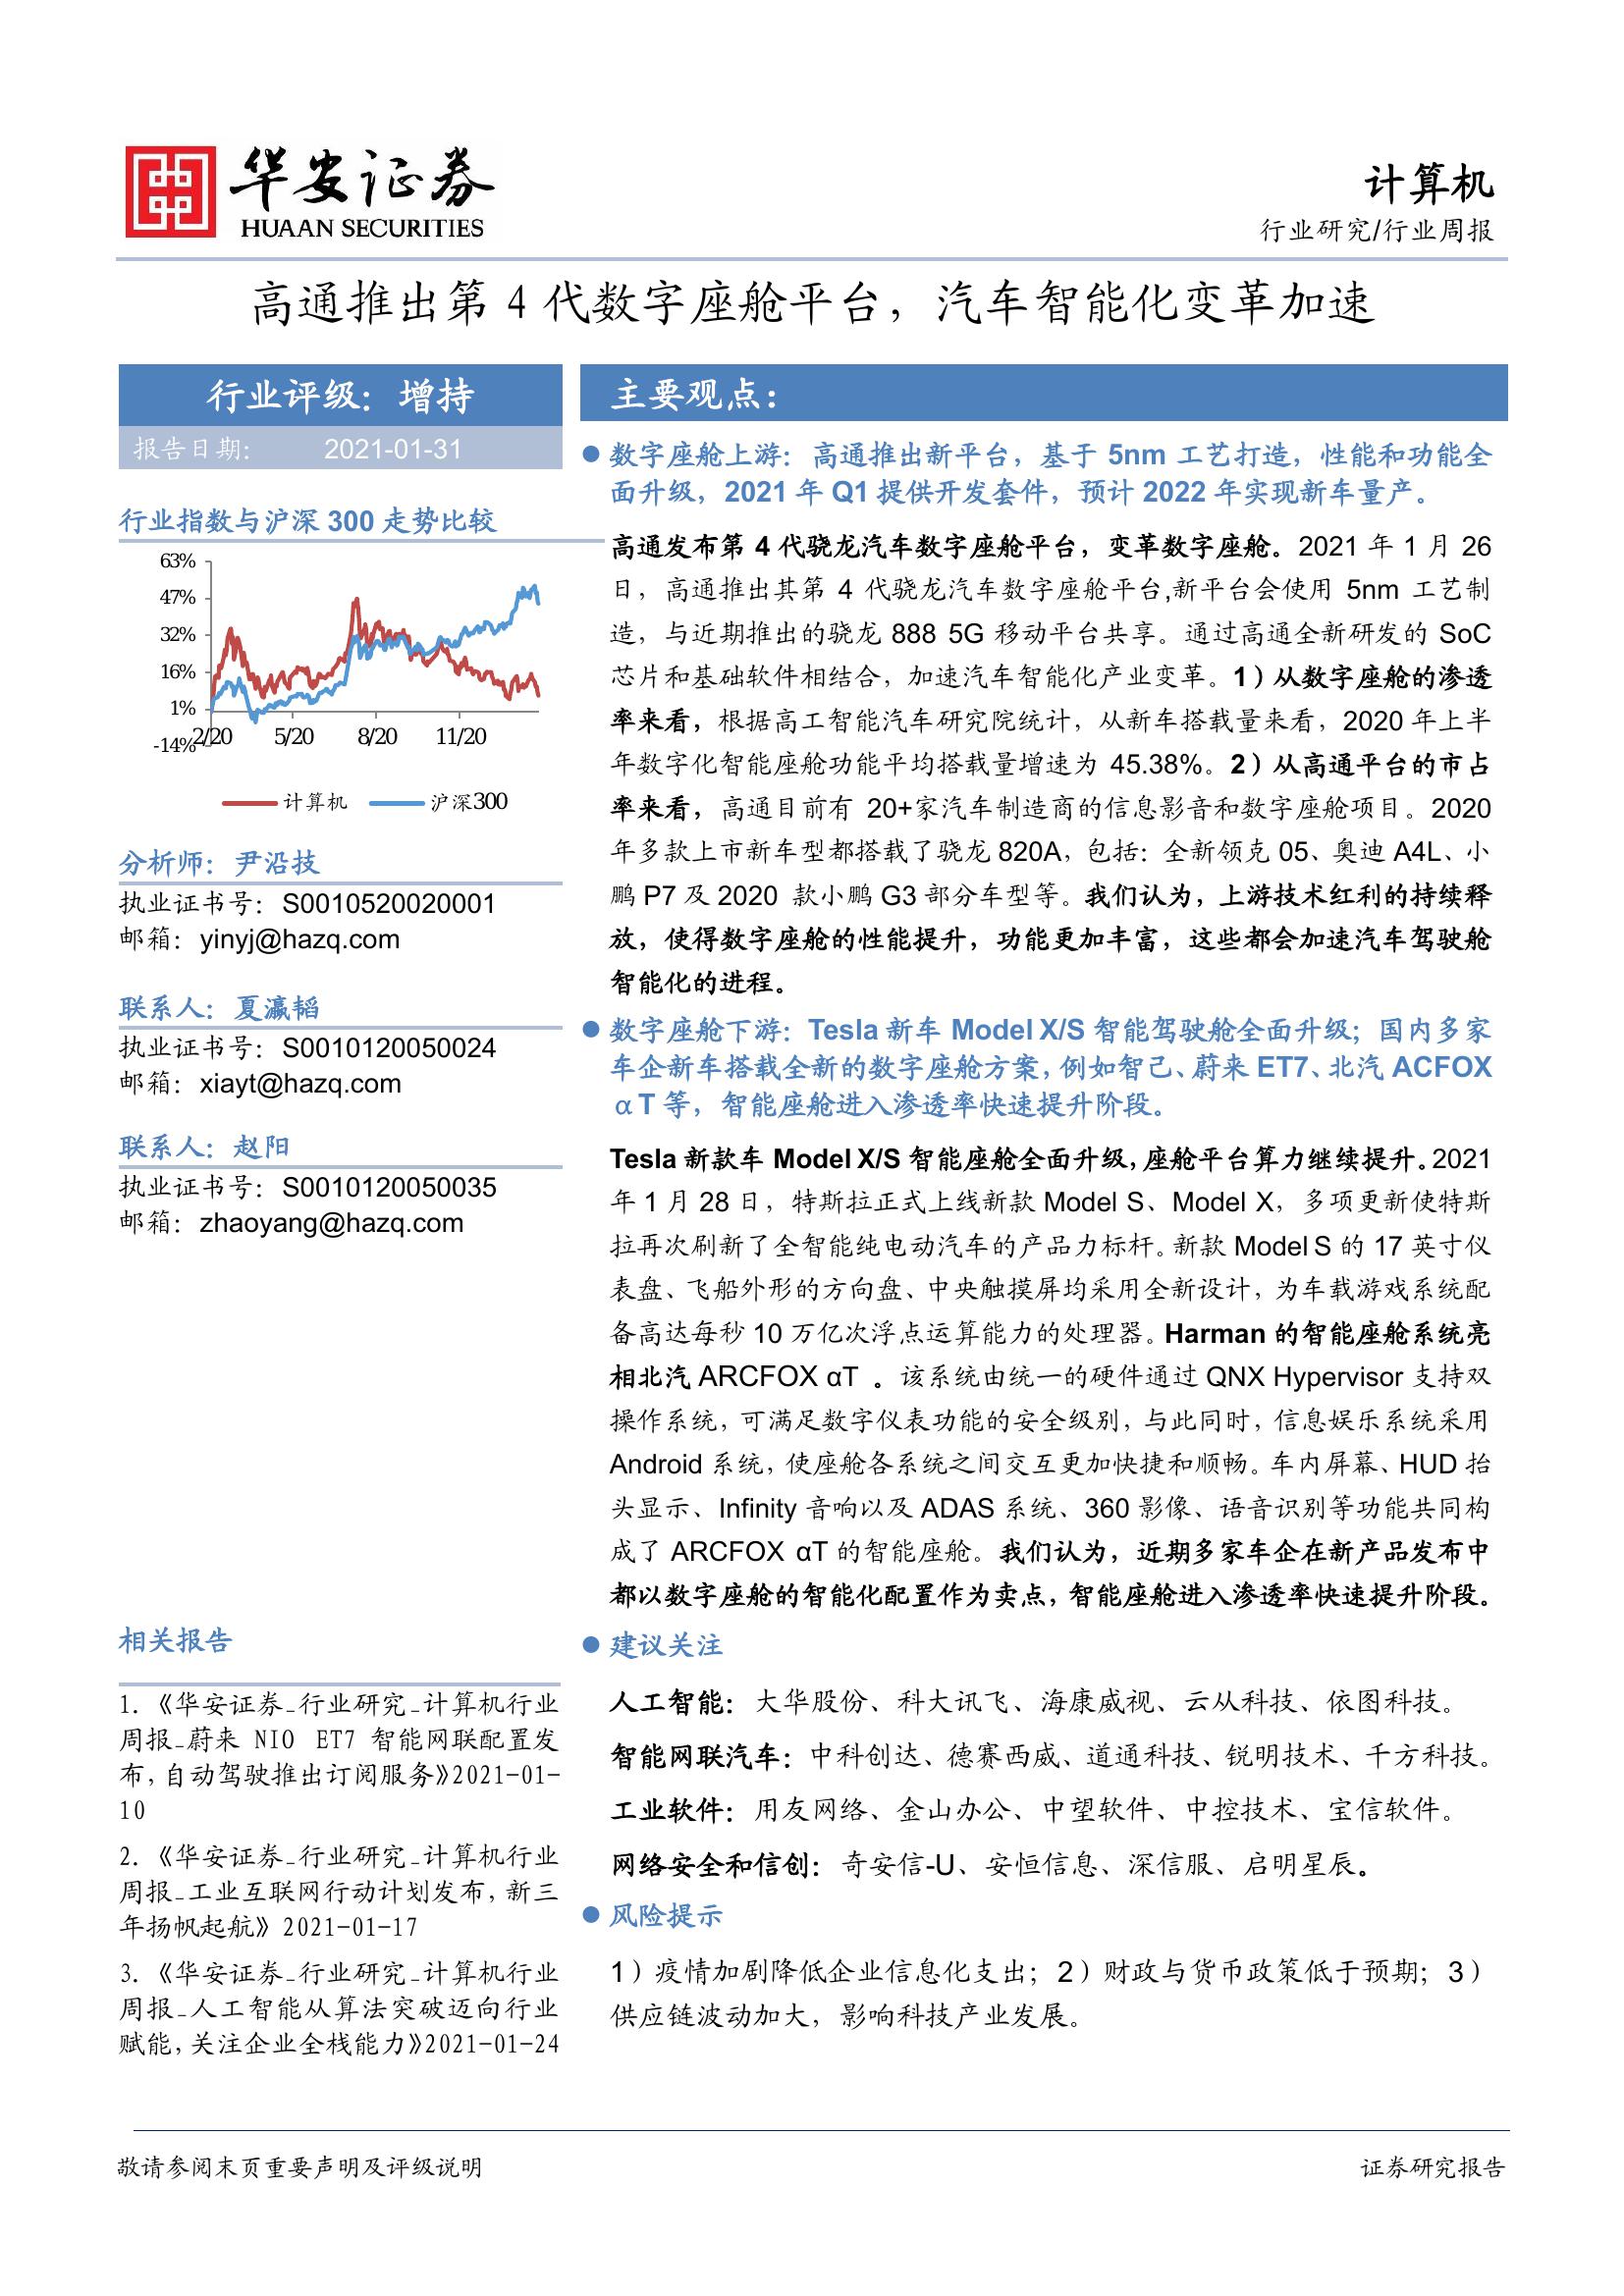 华安证券
HUAAN SECURITIES
计算机
行业研究/行业周报
高通推出第 4 代数字座舱平台，汽车智能化变革加速
行业评级：增持
报告日期： 2021-01-31
行业指数与沪深 300 走势比较
63%
47%
32%
16%
1%
-14%
2/20 5/20 8/20 11/20
计算机 沪深300
分析师：尹沿技
执业证书号：S0010520020001
邮箱：yinyj@hazq.com
联系人：夏瀛韬
执业证书号：S0010120050024
邮箱：xiayt@hazq.com
联系人：赵阳
执业证书号：S0010120050035
邮箱：zhaoyang@hazq.com
相关报告
1.《华安证券_行业研究_计算机行业
周报_蔚来 NIO ET7 智能网联配置发
布，自动驾驶推出订阅服务》2021-01-
10
2.《华安证券_行业研究_计算机行业
周报_工业互联网行动计划发布，新三
年扬帆起航》2021-01-17
3.《华安证券_行业研究_计算机行业
周报_人工智能从算法突破迈向行业
赋能，关注企业全栈能力》2021-01-24
主要观点：
● 数字座舱上游：高通推出新平台，基于 5nm 工艺打造，性能和功能全
面升级，2021 年 Q1 提供开发套件，预计 2022 年实现新车量产。
高通发布第 4 代骁龙汽车数字座舱平台，变革数字座舱。2021 年 1 月 26
日，高通推出其第 4 代骁龙汽车数字座舱平台,新平台会使用 5nm 工艺制
造，与近期推出的骁龙 888 5G 移动平台共享。通过高通全新研发的 SoC
芯片和基础软件相结合，加速汽车智能化产业变革。1）从数字座舱的渗透
率来看，根据高工智能汽车研究院统计，从新车搭载量来看，2020 年上半
年数字化智能座舱功能平均搭载量增速为 45.38%。2）从高通平台的市占
率来看，高通目前有 20+家汽车制造商的信息影音和数字座舱项目。2020
年多款上市新车型都搭载了骁龙 820A，包括：全新领克 05、奥迪 A4L、小
鹏 P7 及 2020 款小鹏 G3 部分车型等。我们认为，上游技术红利的持续释
放，使得数字座舱的性能提升，功能更加丰富，这些都会加速汽车驾驶舱
智能化的进程。
● 数字座舱下游：Tesla 新车 Model X/S 智能驾驶舱全面升级；国内多家
车企新车搭载全新的数字座舱方案，例如智己、蔚来 ET7、北汽 ACFOX
αT 等，智能座舱进入渗透率快速提升阶段。
Tesla 新款车 Model X/S 智能座舱全面升级，座舱平台算力继续提升。2021
年 1 月 28 日，特斯拉正式上线新款 Model S、Model X，多项更新使特斯
拉再次刷新了全智能纯电动汽车的产品力标杆。新款 Model S 的 17 英寸仪
表盘、飞船外形的方向盘、中央触摸屏均采用全新设计，为车载游戏系统配
备高达每秒 10 万亿次浮点运算能力的处理器。Harman 的智能座舱系统亮
相北汽 ARCFOX αT 。该系统由统一的硬件通过 QNX Hypervisor 支持双
操作系统，可满足数字仪表功能的安全级别，与此同时，信息娱乐系统采用
Android 系统，使座舱各系统之间交互更加快捷和顺畅。车内屏幕、HUD 抬
头显示、Infinity 音响以及 ADAS 系统、360 影像、语音识别等功能共同构
成了 ARCFOX αT 的智能座舱。我们认为，近期多家车企在新产品发布中
都以数字座舱的智能化配置作为卖点，智能座舱进入渗透率快速提升阶段。
● 建议关注
人工智能：大华股份、科大讯飞、海康威视、云从科技、依图科技。
智能网联汽车：中科创达、德赛西威、道通科技、锐明技术、千方科技。
工业软件：用友网络、金山办公、中望软件、中控技术、宝信软件。
网络安全和信创：奇安信-U、安恒信息、深信服、启明星辰。
● 风险提示
1）疫情加剧降低企业信息化支出；2）财政与货币政策低于预期；3）
供应链波动加大，影响科技产业发展。
敬请参阅末页重要声明及评级说明
证券研究报告